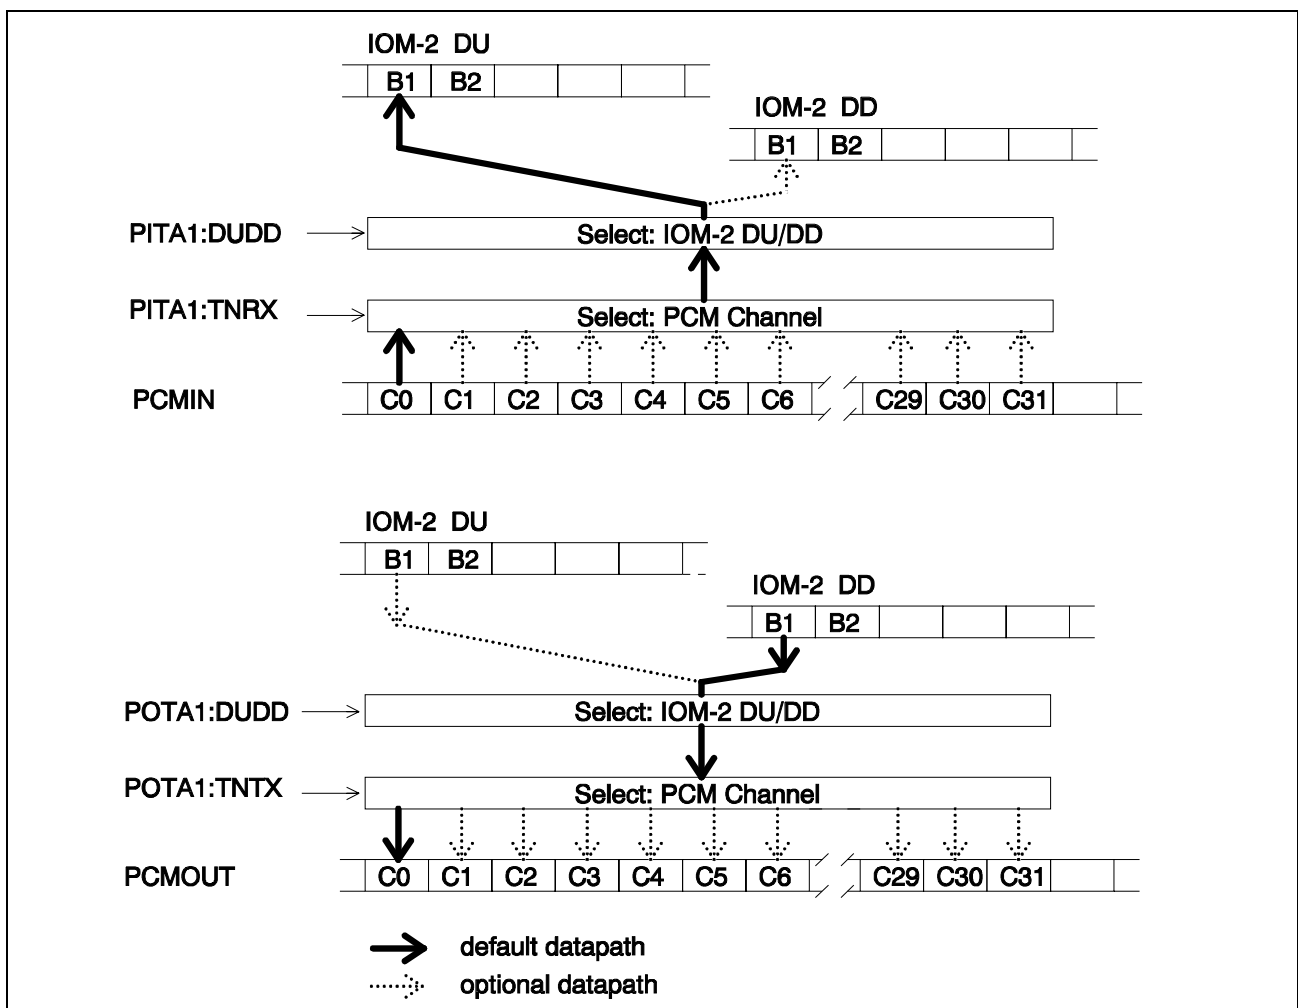 IOM-2 DU
B1 B2
IOM-2 DD
B1 B2
PITA1:DUDD
Select: IOM-2 DU/DD
PITA1:TNRX
Select: PCM Channel
PCMIN
C0 C1 C2 C3 C4 C5 C6 C29 C30 C31
IOM-2 DU
B1 B2
IOM-2 DD
B1 B2
POTA1:DUDD
Select: IOM-2 DU/DD
POTA1:TNTX
Select: PCM Channel
PCMOUT
C0 C1 C2 C3 C4 C5 C6 C29 C30 C31
default datapath
optional datapath